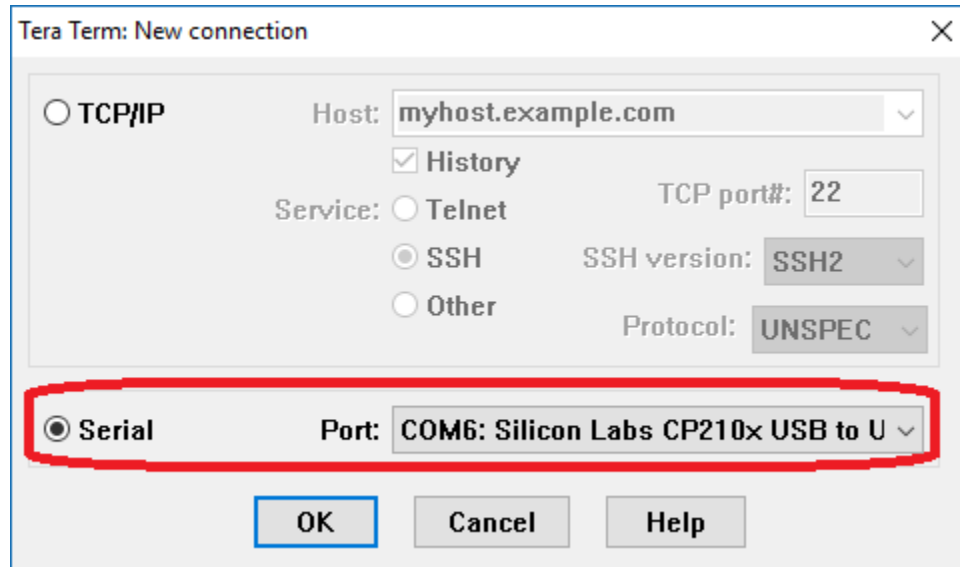 Tera Term: New connection
TCP/IP Host: myhost.example.com
History
Service: Telnet TCP port#: 22
SSH SSH version: SSH2
Other Protocol: UNSPEC
Serial Port: COM6: Silicon Labs CP210x USB to U
OK Cancel Help